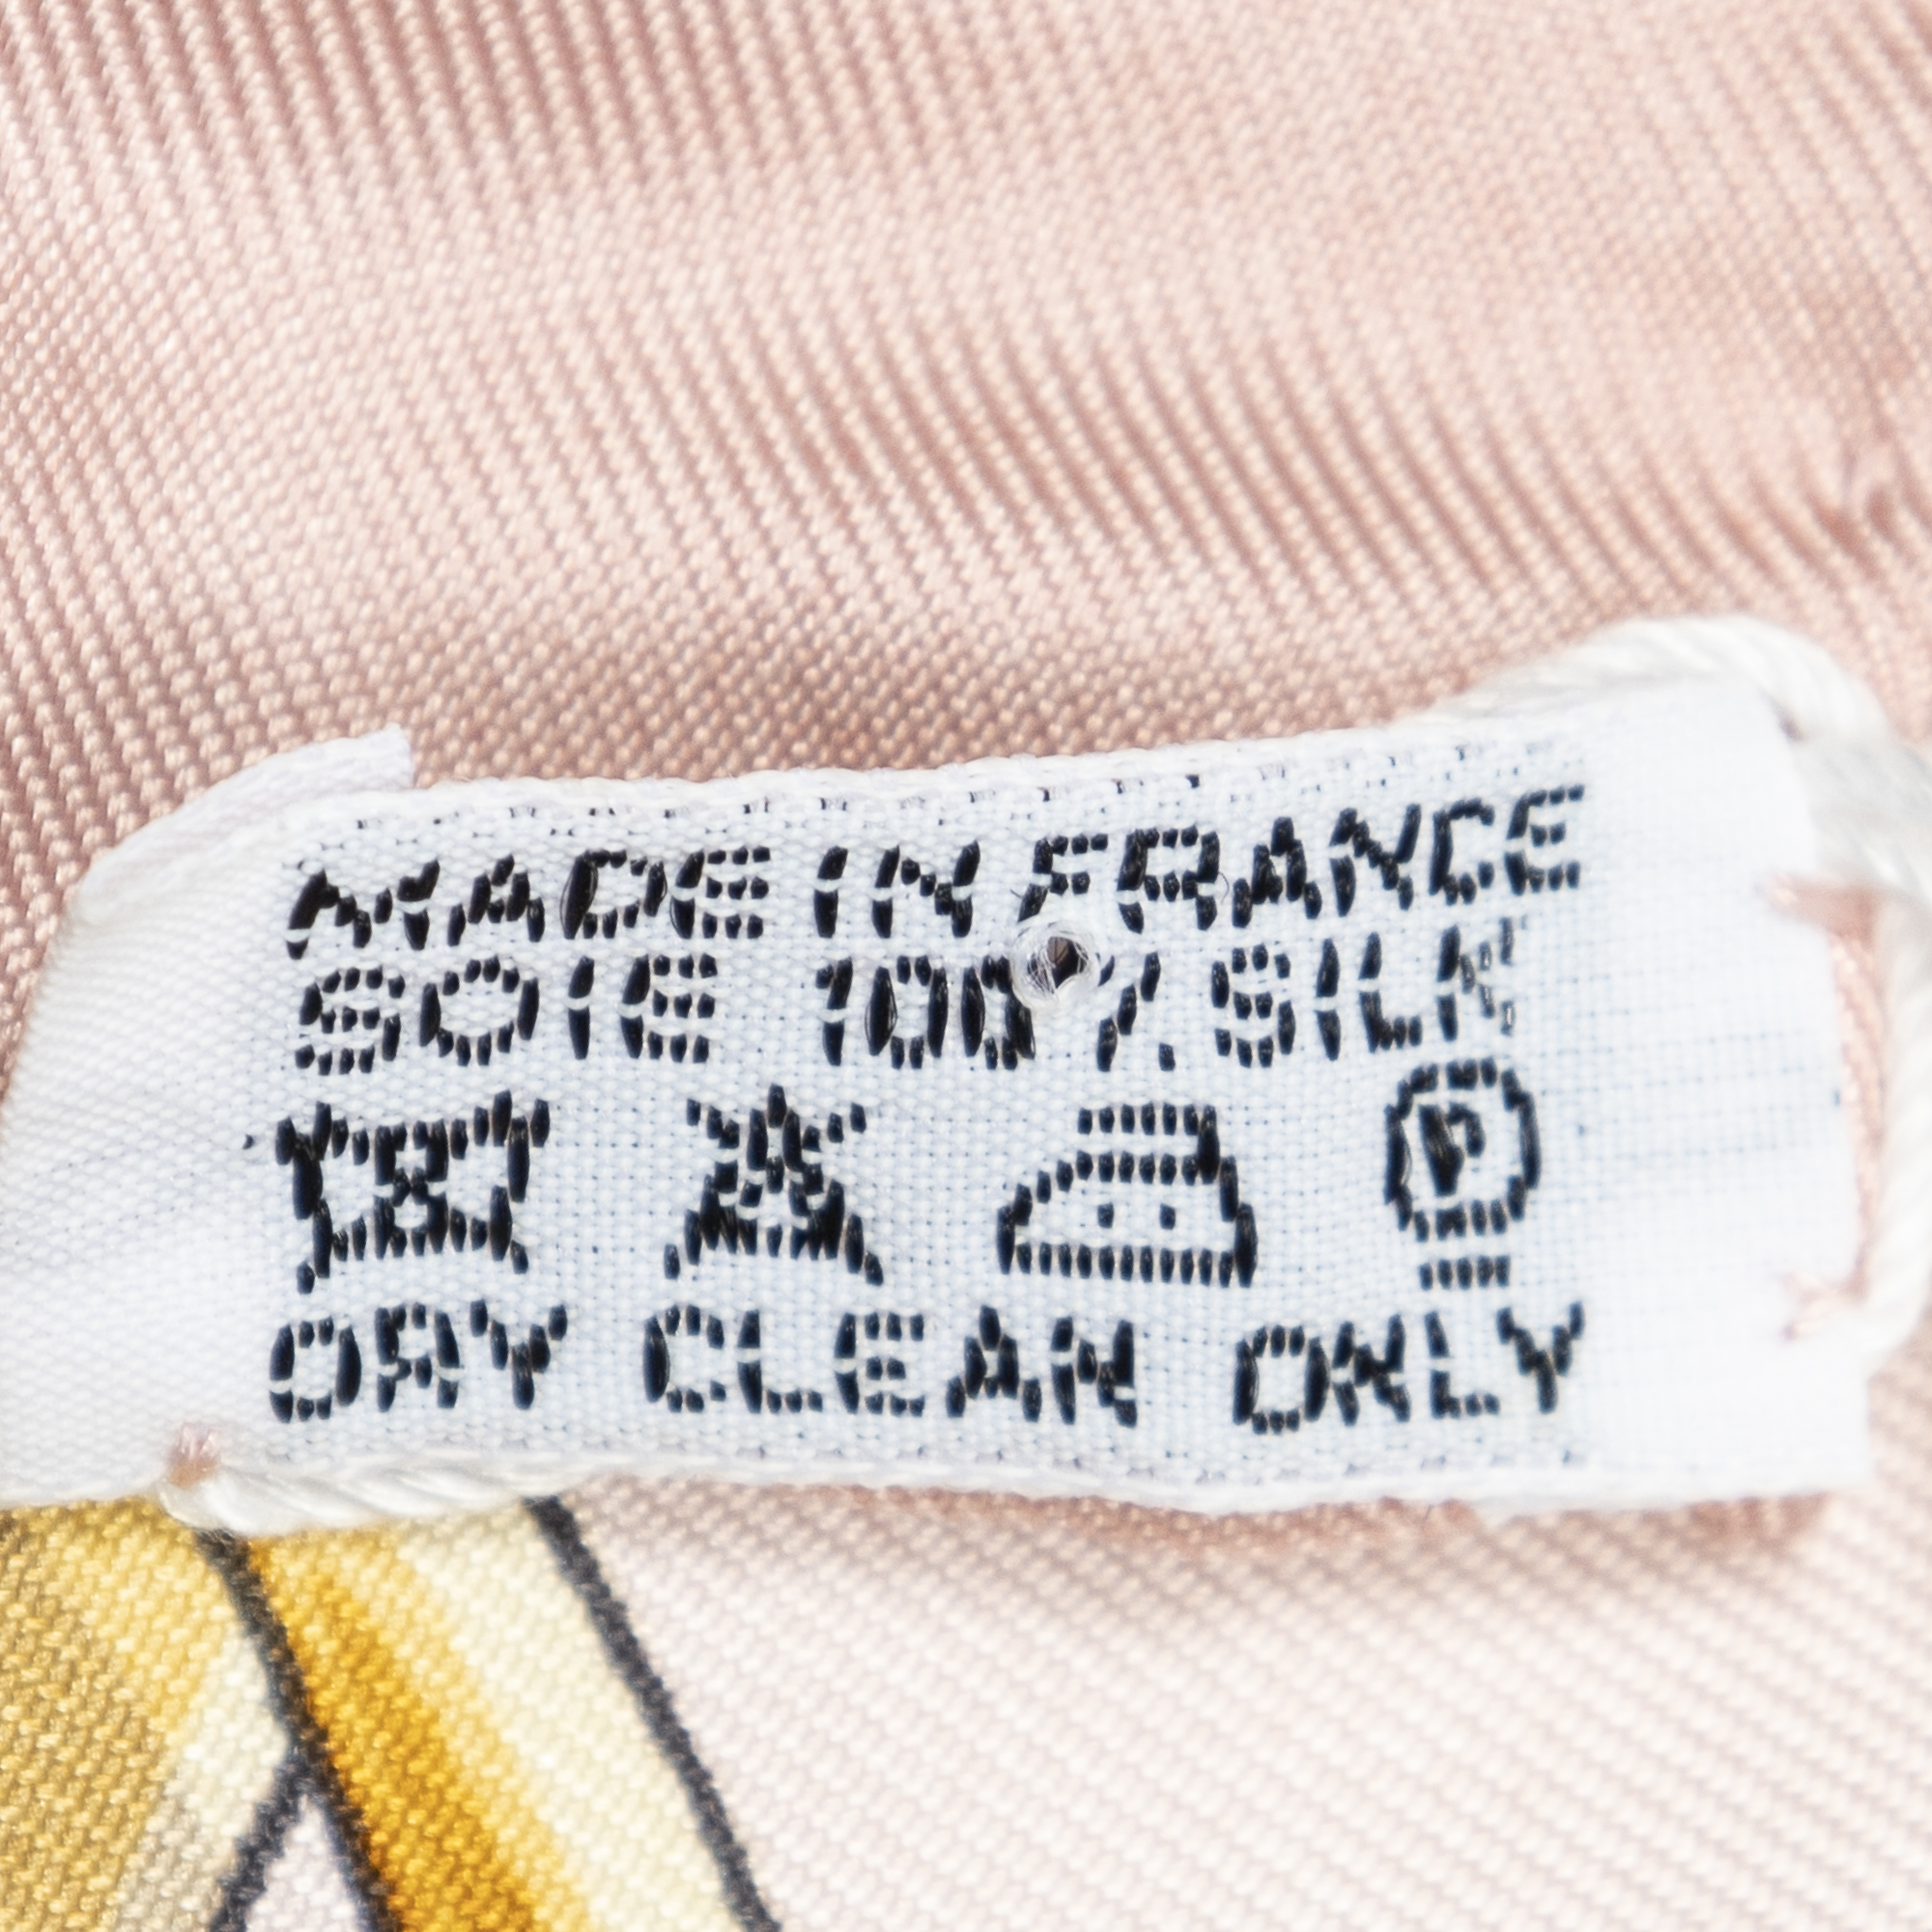 MADE IN FRANCE
SOIE 100% SILK
P
DRY CLEAN ONLY